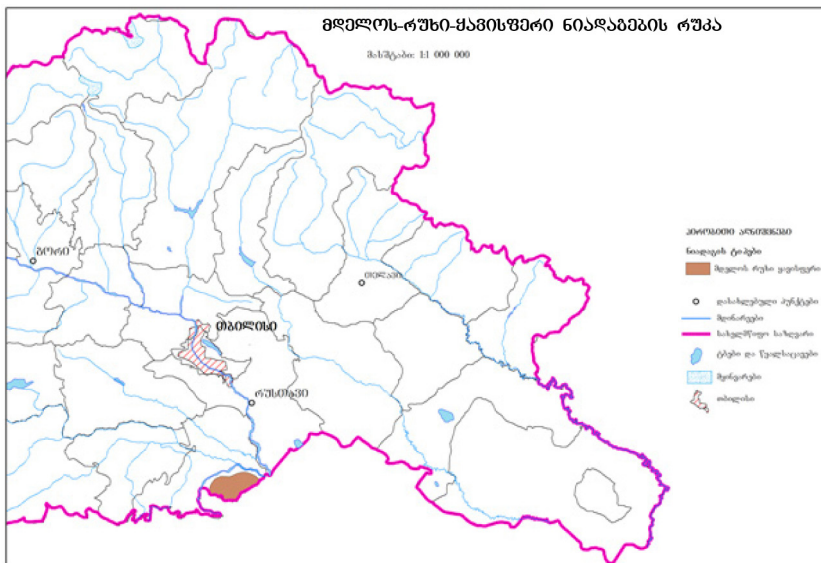 მდელოს-რუხი-ყავისფერი ნიადაგების რუკა
მასშტაბი: 1:1 000 000
გორი
თელავი
თბილისი
რუსთავი
პირობითი აღნიშვნები
ნიადაგის ტიპები
მდელოს რუხი ყავისფერი
დასახლებული პუნქტები
მდინარეები
სახელმწიფო საზღვარი
ტბები და წყალსაცავები
მყინვარები
თბილისი